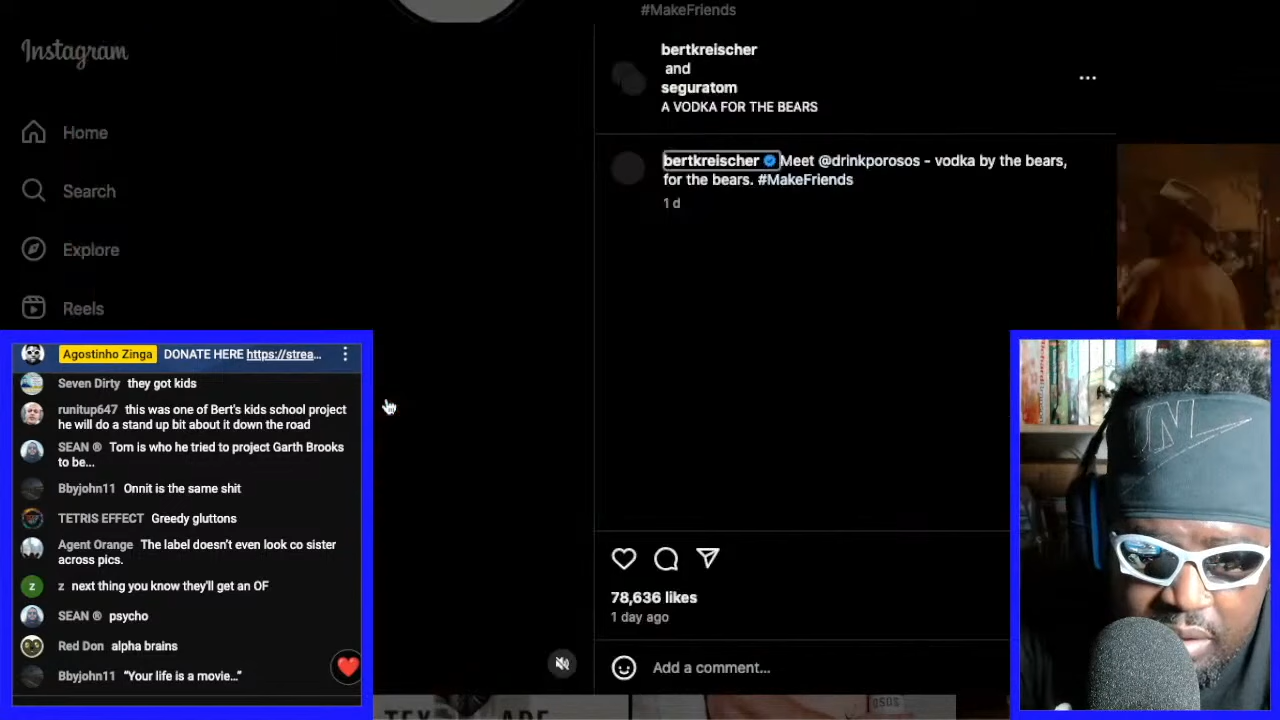 #MakeFriends
Instagram
Home
Search
Explore
Reels
bertkreischer
and
seguratom
A VODKA FOR THE BEARS
bertkreischer Meet @drinkporosos - vodka by the bears,
for the bears. #MakeFriends
1 d
78,636 likes
1 day ago
Add a comment...
Agostinho Zinga DONATE HERE https://strea...
Seven Dirty they got kids
runitup647 this was one of Bert's kids school project
he will do a stand up bit about it down the road
SEAN ® Tom is who he tried to project Garth Brooks
to be...
Bbyjohn11 Onnit is the same shit
TETRIS EFFECT Greedy gluttons
Agent Orange The label doesn't even look co sister
across pics.
z z next thing you know they'll get an OF
SEAN ® psycho
Red Don alpha brains
Bbyjohn11 "Your life is a movie..."